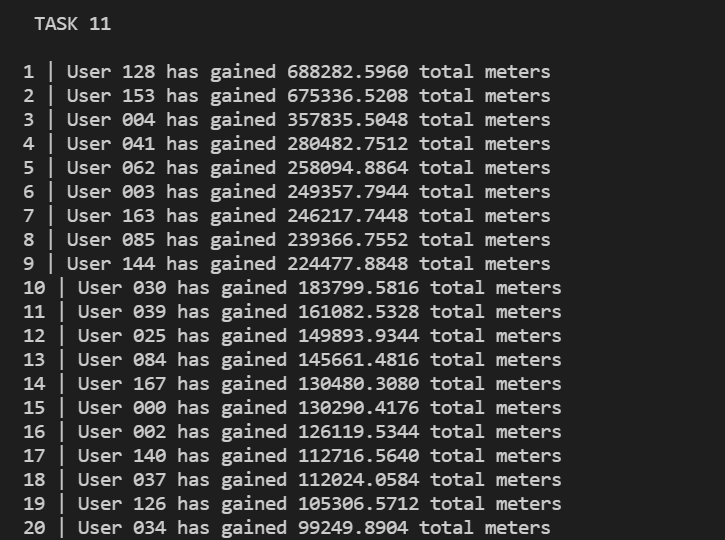 TASK 11
1 | User 128 has gained 688282.5960 total meters
2 | User 153 has gained 675336.5208 total meters
3 | User 004 has gained 357835.5048 total meters
4 | User 041 has gained 280482.7512 total meters
5 | User 062 has gained 258094.8864 total meters
6 | User 003 has gained 249357.7944 total meters
7 | User 163 has gained 246217.7448 total meters
8 | User 085 has gained 239366.7552 total meters
9 | User 144 has gained 224477.8848 total meters
10 | User 030 has gained 183799.5816 total meters
11 | User 039 has gained 161082.5328 total meters
12 | User 025 has gained 149893.9344 total meters
13 | User 084 has gained 145661.4816 total meters
14 | User 167 has gained 130480.3080 total meters
15 | User 000 has gained 130290.4176 total meters
16 | User 002 has gained 126119.5344 total meters
17 | User 140 has gained 112716.5640 total meters
18 | User 037 has gained 112024.0584 total meters
19 | User 126 has gained 105306.5712 total meters
20 | User 034 has gained 99249.8904 total meters